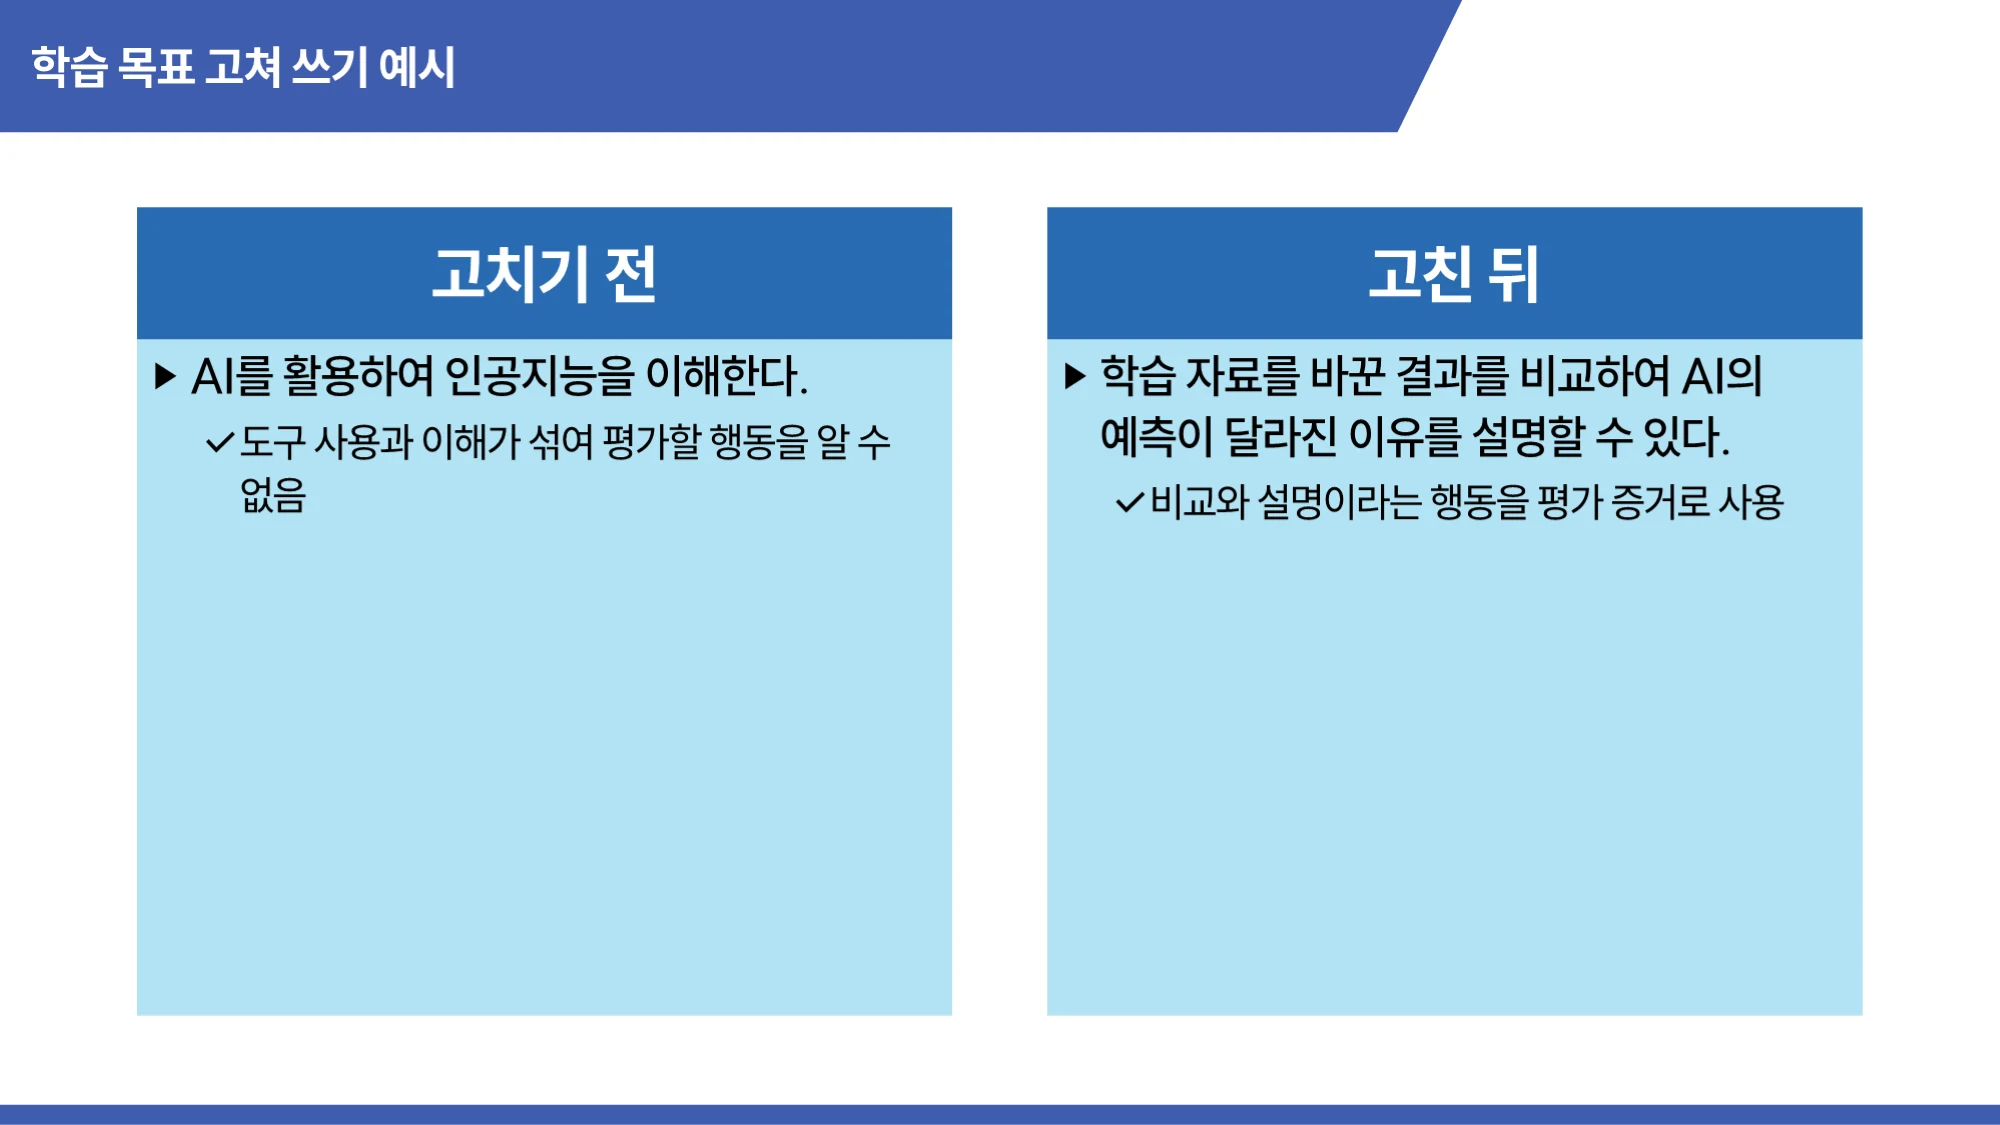 학습 목표 고쳐 쓰기 예시
고치기 전
▶ AI를 활용하여 인공지능을 이해한다.
✓ 도구 사용과 이해가 섞여 평가할 행동을 알 수
없음
고친 뒤
▶ 학습 자료를 바꾼 결과를 비교하여 AI의
예측이 달라진 이유를 설명할 수 있다.
✓ 비교와 설명이라는 행동을 평가 증거로 사용